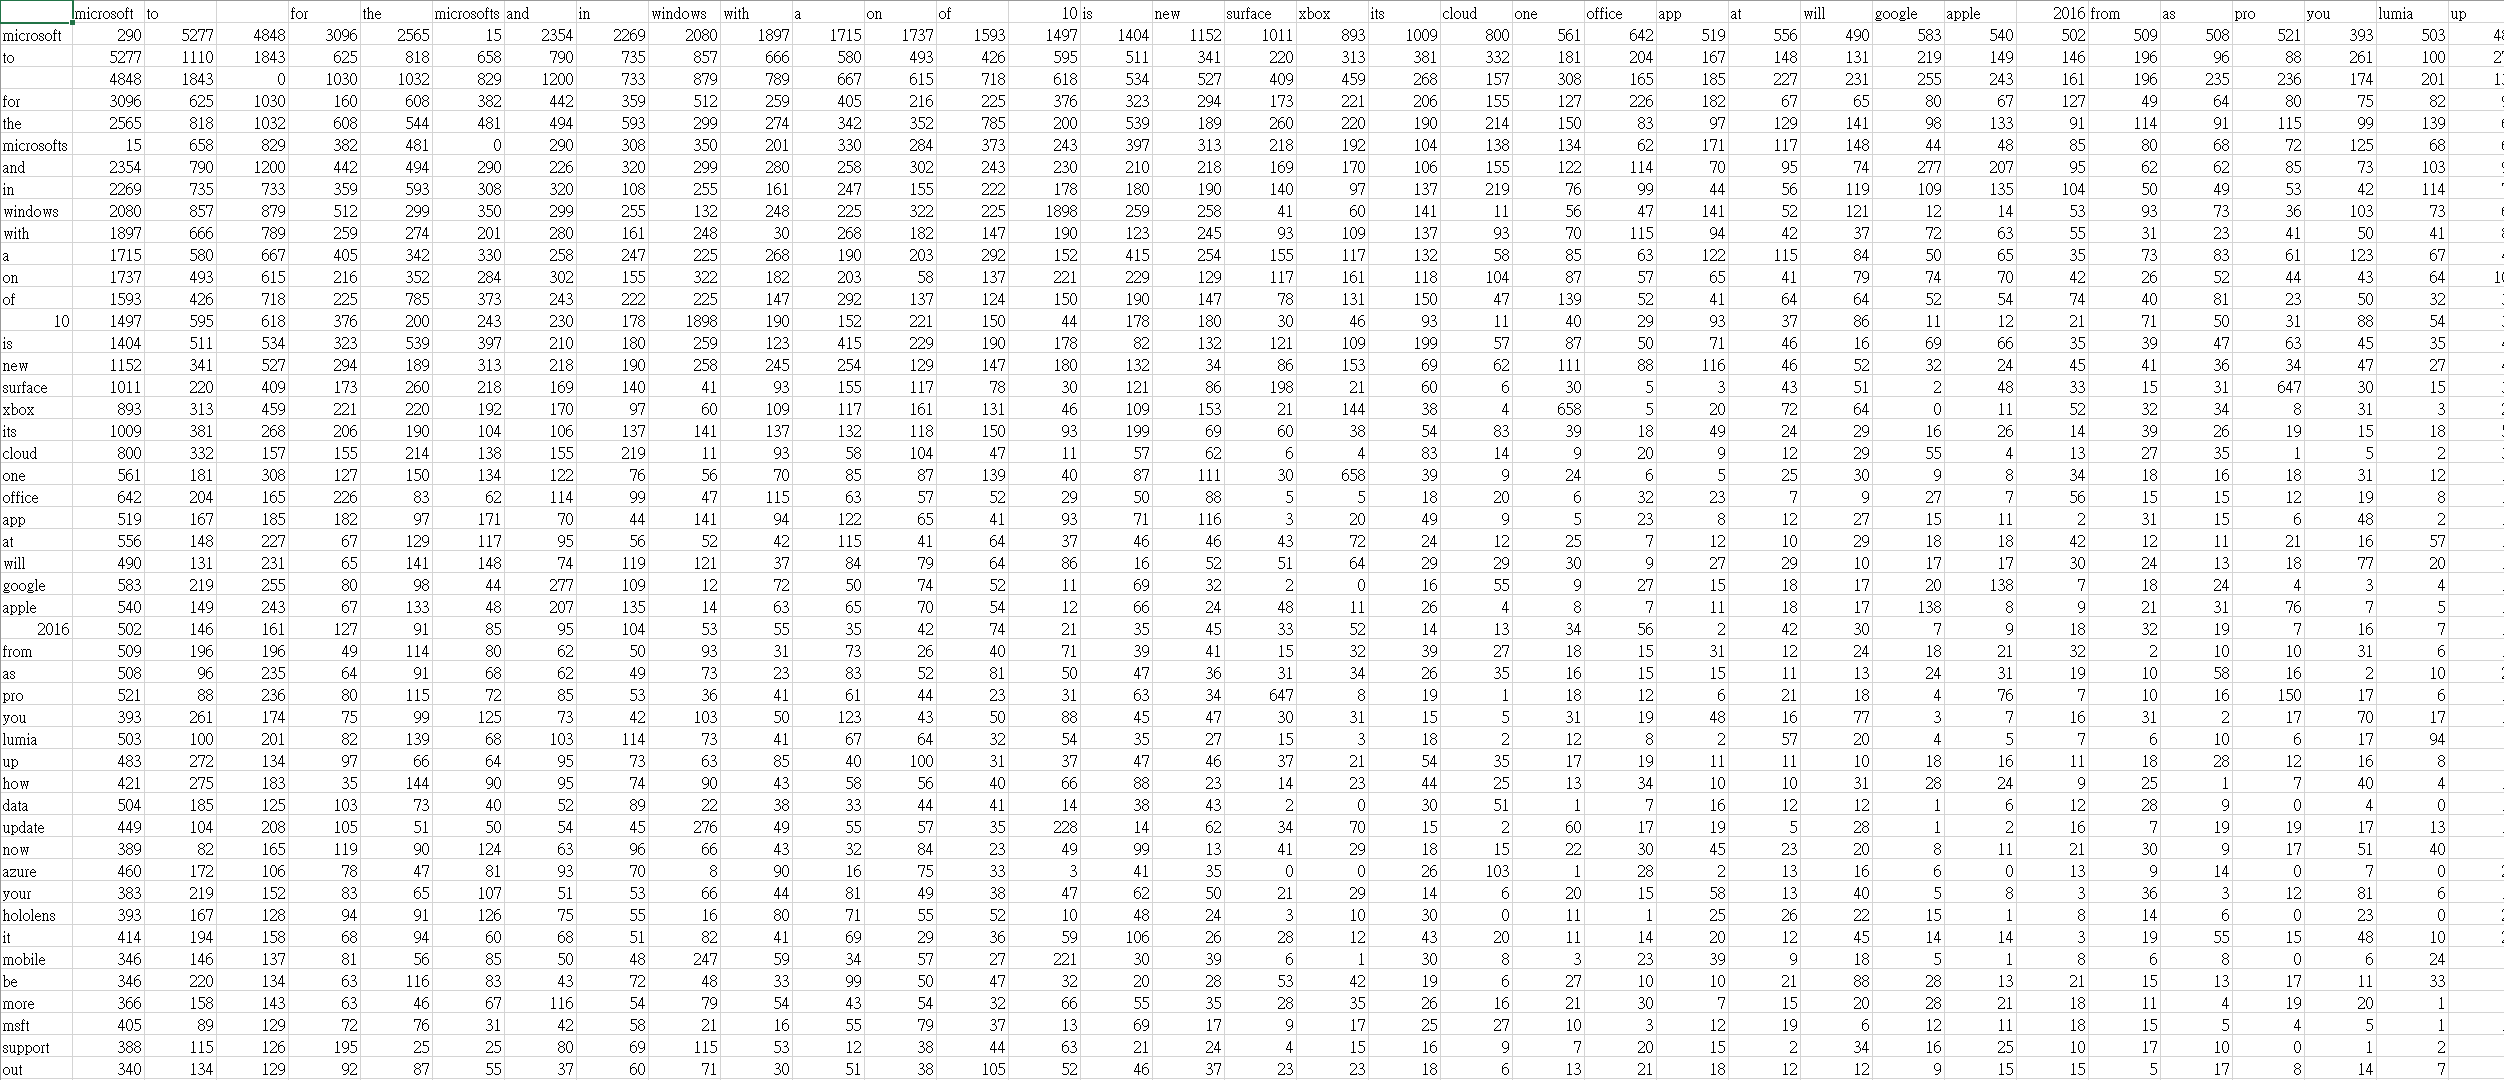 microsoft to for the microsofts and in windows with a on of 10 is new surface xbox its cloud one office app at will google apple 2016 from as pro you lumia up
microsoft 290 5277 4848 3096 2565 15 2354 2269 2080 1897 1715 1737 1593 1497 1404 1152 1011 893 1009 800 561 642 519 556 490 583 540 502 509 508 521 393 503
to 5277 1110 1843 625 818 658 790 735 857 666 580 493 426 595 511 341 220 313 381 332 181 204 167 148 131 219 149 146 196 96 88 261 100
4848 1843 0 1030 1032 829 1200 733 879 789 667 615 718 618 534 527 409 459 268 157 308 165 185 227 231 255 243 161 196 235 236 174 201
for 3096 625 1030 160 608 382 442 359 512 259 405 216 225 376 323 294 173 221 206 155 127 226 182 67 65 80 67 127 49 64 80 75 82
the 2565 818 1032 608 544 481 494 593 299 274 342 352 785 200 539 189 260 220 190 214 150 83 97 129 141 98 133 91 114 91 115 99 139
microsofts 15 658 829 382 481 0 290 308 350 201 330 284 373 243 397 313 218 192 104 138 134 62 171 117 148 44 48 85 80 68 72 125 68
and 2354 790 1200 442 494 290 226 320 299 280 258 302 243 230 210 218 169 170 106 155 122 114 70 95 74 277 207 95 62 62 85 73 103
in 2269 735 733 359 593 308 320 108 255 161 247 155 222 178 180 190 140 97 137 219 76 99 44 56 119 109 135 104 50 49 53 42 114
windows 2080 857 879 512 299 350 299 255 132 248 225 322 225 1898 259 258 41 60 141 11 56 47 141 52 121 12 14 53 93 73 36 103 73
with 1897 666 789 259 274 201 280 161 248 30 268 182 147 190 123 245 93 109 137 93 70 115 94 42 37 72 63 55 31 23 41 50 41
a 1715 580 667 405 342 330 258 247 225 268 190 203 292 152 415 254 155 117 132 58 85 63 122 115 84 50 65 35 73 83 61 123 67
on 1737 493 615 216 352 284 302 155 322 182 203 58 137 221 229 129 117 161 118 104 87 57 65 41 79 74 70 42 26 52 44 43 64
of 1593 426 718 225 785 373 243 222 225 147 292 137 124 150 190 147 78 131 150 47 139 52 41 64 64 52 54 74 40 81 23 50 32
10 1497 595 618 376 200 243 230 178 1898 190 152 221 150 44 178 180 30 46 93 11 40 29 93 37 86 11 12 21 71 50 31 88 54
is 1404 511 534 323 539 397 210 180 259 123 415 229 190 178 82 132 121 109 199 57 87 50 71 46 16 69 66 35 39 47 63 45 35
new 1152 341 527 294 189 313 218 190 258 245 254 129 147 180 132 34 86 153 69 62 111 88 116 46 52 32 24 45 41 36 34 47 27
surface 1011 220 409 173 260 218 169 140 41 93 155 117 78 30 121 86 198 21 60 6 30 5 3 43 51 2 48 33 15 31 647 30 15
xbox 893 313 459 221 220 192 170 97 60 109 117 161 131 46 109 153 21 144 38 4 658 5 20 72 64 0 11 52 32 34 8 31 3
its 1009 381 268 206 190 104 106 137 141 137 132 118 150 93 199 69 60 38 54 83 39 18 49 24 29 16 26 14 39 26 19 15 18
cloud 800 332 157 155 214 138 155 219 11 93 58 104 47 11 57 62 6 4 83 14 9 20 9 12 29 55 4 13 27 35 1 5 2
one 561 181 308 127 150 134 122 76 56 70 85 87 139 40 87 111 30 658 39 9 24 6 5 25 30 9 8 34 18 16 18 31 12
office 642 204 165 226 83 62 114 99 47 115 63 57 52 29 50 88 5 5 18 20 6 32 23 7 9 27 7 56 15 15 12 19 8
app 519 167 185 182 97 171 70 44 141 94 122 65 41 93 71 116 3 20 49 9 5 23 8 12 27 15 11 2 31 15 6 48 2
at 556 148 227 67 129 117 95 56 52 42 115 41 64 37 46 46 43 72 24 12 25 7 12 10 29 18 18 42 12 11 21 16 57
will 490 131 231 65 141 148 74 119 121 37 84 79 64 86 16 52 51 64 29 29 30 9 27 29 10 17 17 30 24 13 18 77 20
google 583 219 255 80 98 44 277 109 12 72 50 74 52 11 69 32 2 0 16 55 9 27 15 18 17 20 138 7 18 24 4 3 4
apple 540 149 243 67 133 48 207 135 14 63 65 70 54 12 66 24 48 11 26 4 8 7 11 18 17 138 8 9 21 31 76 7 5
2016 502 146 161 127 91 85 95 104 53 55 35 42 74 21 35 45 33 52 14 13 34 56 2 42 30 7 9 18 32 19 7 16 7
from 509 196 196 49 114 80 62 50 93 31 73 26 40 71 39 41 15 32 39 27 18 15 31 12 24 18 21 32 2 10 10 31 6
as 508 96 235 64 91 68 62 49 73 23 83 52 81 50 47 36 31 34 26 35 16 15 15 11 13 24 31 19 10 58 16 2 10
pro 521 88 236 80 115 72 85 53 36 41 61 44 23 31 63 34 647 8 19 1 18 12 6 21 18 4 76 7 10 16 150 17 6
you 393 261 174 75 99 125 73 42 103 50 123 43 50 88 45 47 30 31 15 5 31 19 48 16 77 3 7 16 31 2 17 70 17
lumia 503 100 201 82 139 68 103 114 73 41 67 64 32 54 35 27 15 3 18 2 12 8 2 57 20 4 5 7 6 10 6 17 94
up 483 272 134 97 66 64 95 73 63 85 40 100 31 37 47 46 37 21 54 35 17 19 11 11 10 18 16 11 18 28 12 16 8
how 421 275 183 35 144 90 95 74 90 43 58 56 40 66 88 23 14 23 44 25 13 34 10 10 31 28 24 9 25 1 7 40 4
data 504 185 125 103 73 40 52 89 22 38 33 44 41 14 38 43 2 0 30 51 1 7 16 12 12 1 6 12 28 9 0 4 0
update 449 104 208 105 51 50 54 45 276 49 55 57 35 228 14 62 34 70 15 2 60 17 19 5 28 1 2 16 7 19 19 17 13
now 389 82 165 119 90 124 63 96 66 43 32 84 23 49 99 13 41 29 18 15 22 30 45 23 20 8 11 21 30 9 17 51 40
azure 460 172 106 78 47 81 93 70 8 90 16 75 33 3 41 35 0 0 26 103 1 28 2 13 16 6 0 13 9 14 0 7 0
your 383 219 152 83 65 107 51 53 66 44 81 49 38 47 62 50 21 29 14 6 20 15 58 13 40 5 8 3 36 3 12 81 6
hololens 393 167 128 94 91 126 75 55 16 80 71 55 52 10 48 24 3 10 30 0 11 1 25 26 22 15 1 8 14 6 0 23 0
it 414 194 158 68 94 60 68 51 82 41 69 29 36 59 106 26 28 12 43 20 11 14 20 12 45 14 14 3 19 55 15 48 10
mobile 346 146 137 81 56 85 50 48 247 59 34 57 27 221 30 39 6 1 30 8 3 23 39 9 18 5 1 8 6 8 0 6 24
be 346 220 134 63 116 83 43 72 48 33 99 50 47 32 20 28 53 42 19 6 27 10 10 21 88 28 13 21 15 13 17 11 33
more 366 158 143 63 46 67 116 54 79 54 43 54 32 66 55 35 28 35 26 16 21 30 7 15 20 28 21 18 11 4 19 20 1
msft 405 89 129 72 76 31 42 58 21 16 55 79 37 13 69 17 9 17 25 27 10 3 12 19 6 12 11 18 15 5 4 5 1
support 388 115 126 195 25 25 80 69 115 53 12 38 44 63 21 24 4 15 16 9 7 20 15 2 34 16 25 10 17 10 0 1 2
out 340 134 129 92 87 55 37 60 71 30 51 38 105 52 46 37 23 23 18 6 13 21 18 12 12 9 15 15 5 17 8 14 7